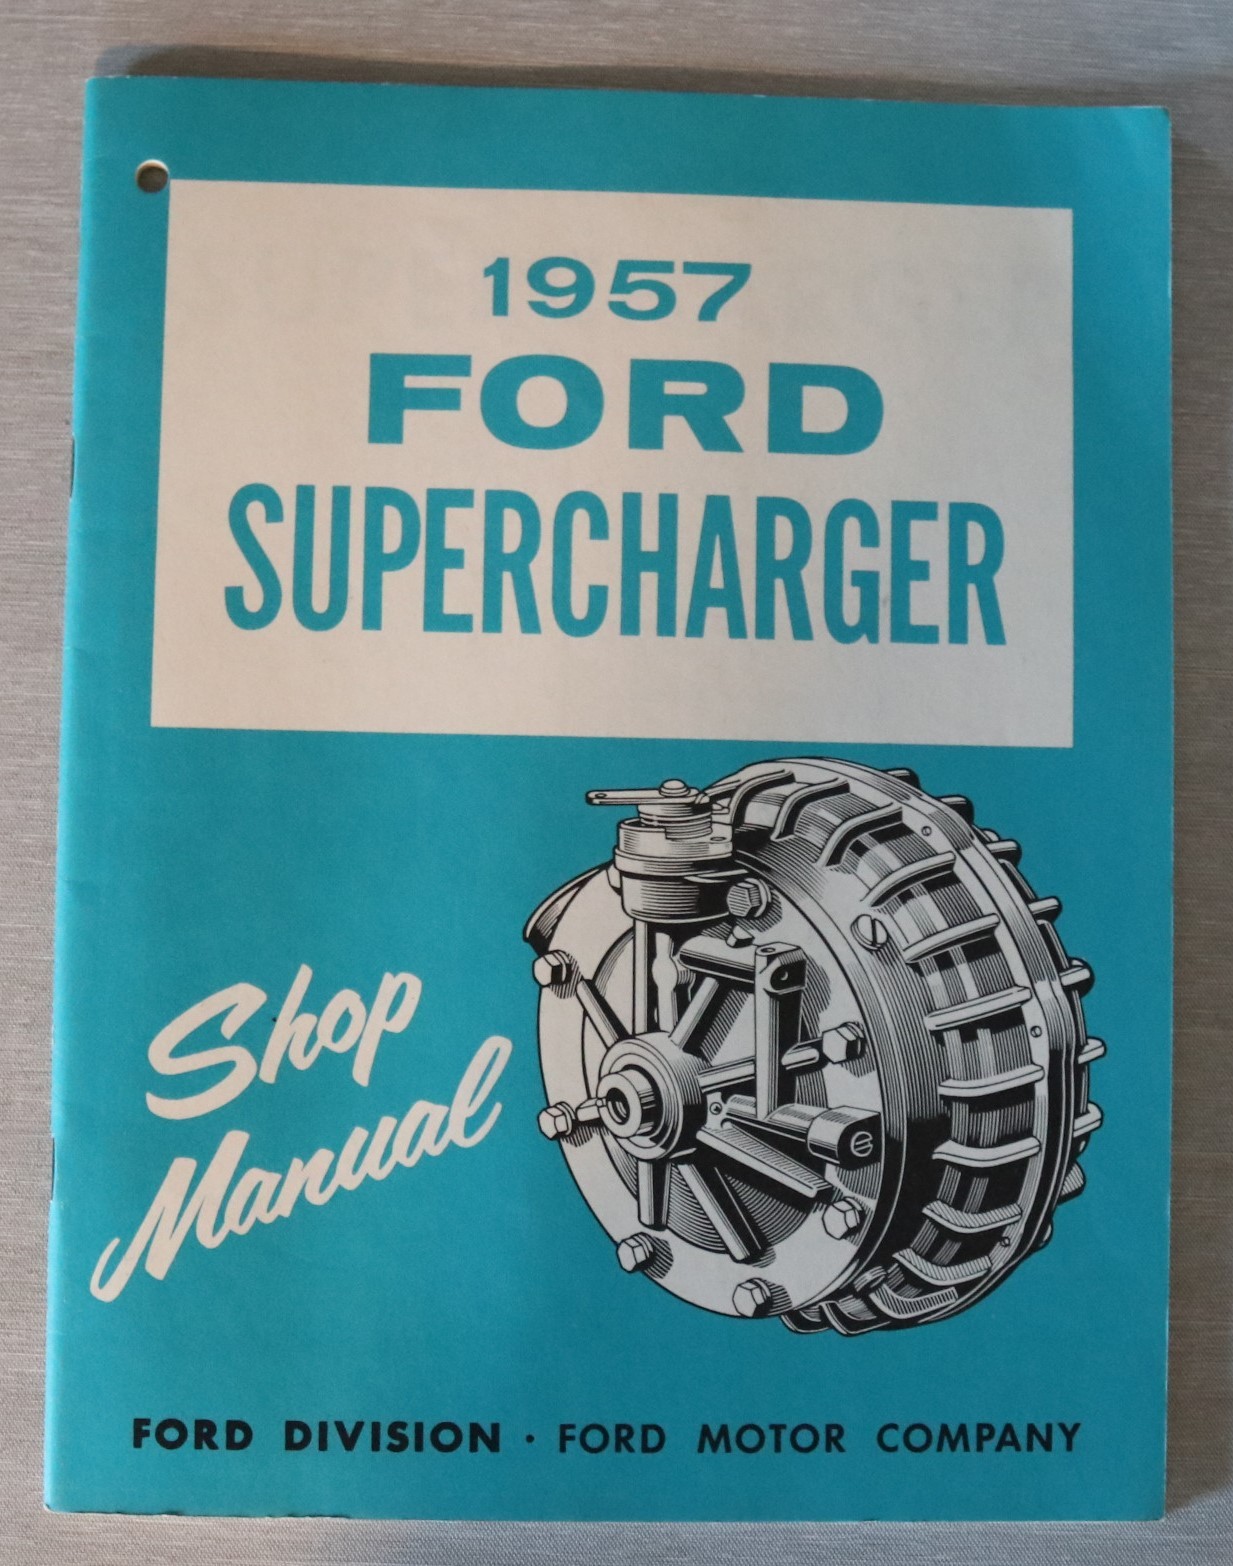 1957
FORD
SUPERCHARGER
Shop
Manual
FORD DIVISION · FORD MOTOR COMPANY